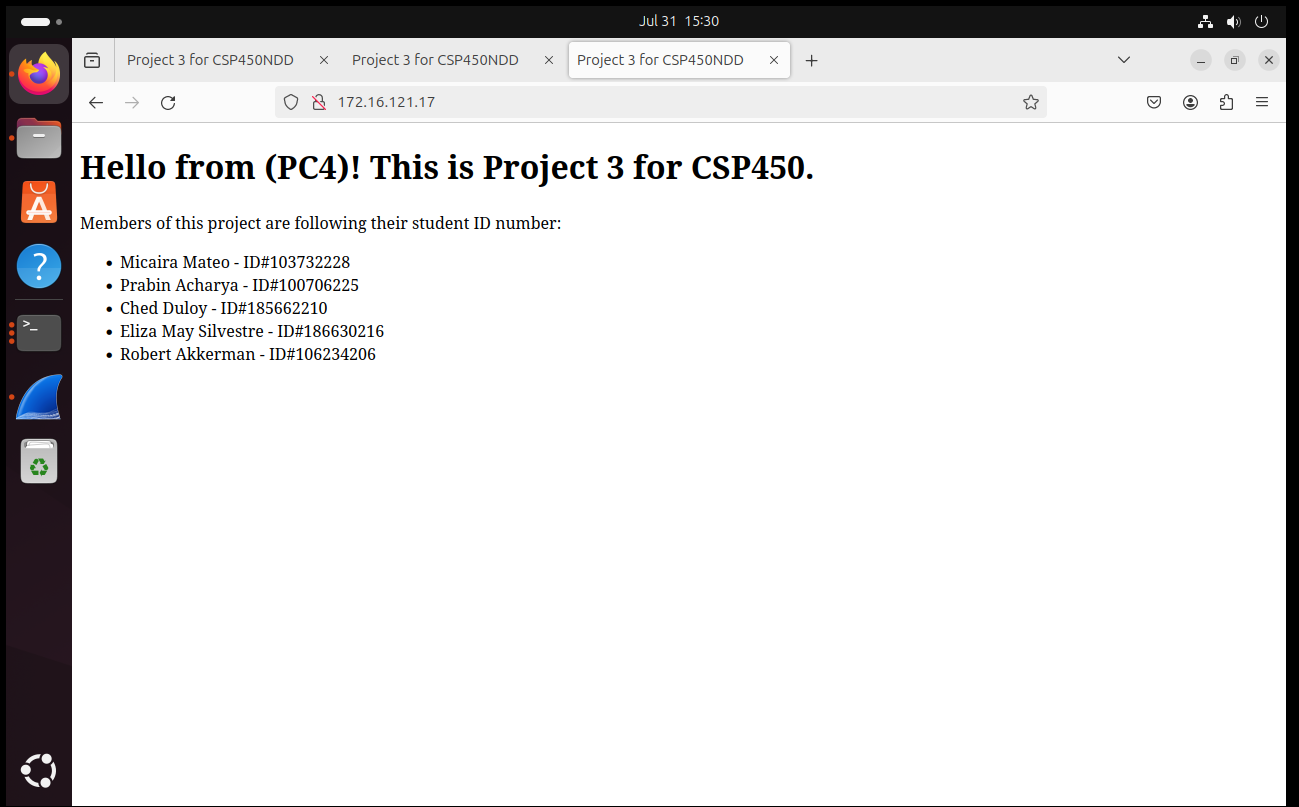 Jul 31 15:30
Project 3 for CSP450NDD
Project 3 for CSP450NDD
Project 3 for CSP450NDD
172.16.121.17
Hello from (PC4)! This is Project 3 for CSP450.
Members of this project are following their student ID number:
• Micaira Mateo - ID#103732228
• Prabin Acharya - ID#100706225
• Ched Duloy - ID#185662210
• Eliza May Silvestre - ID#186630216
• Robert Akkerman - ID#106234206